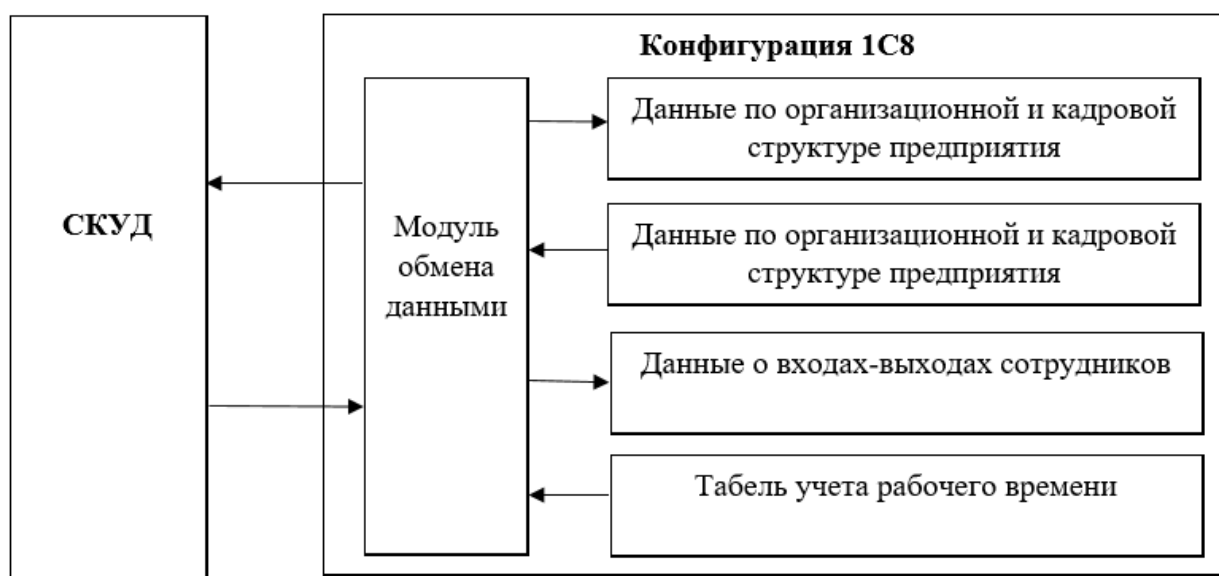 Конфигурация 1С8
СКУД
Модуль
обмена
данными
Данные по организационной и кадровой
структуре предприятия
Данные по организационной и кадровой
структуре предприятия
Данные о входах-выходах сотрудников
Табель учета рабочего времени